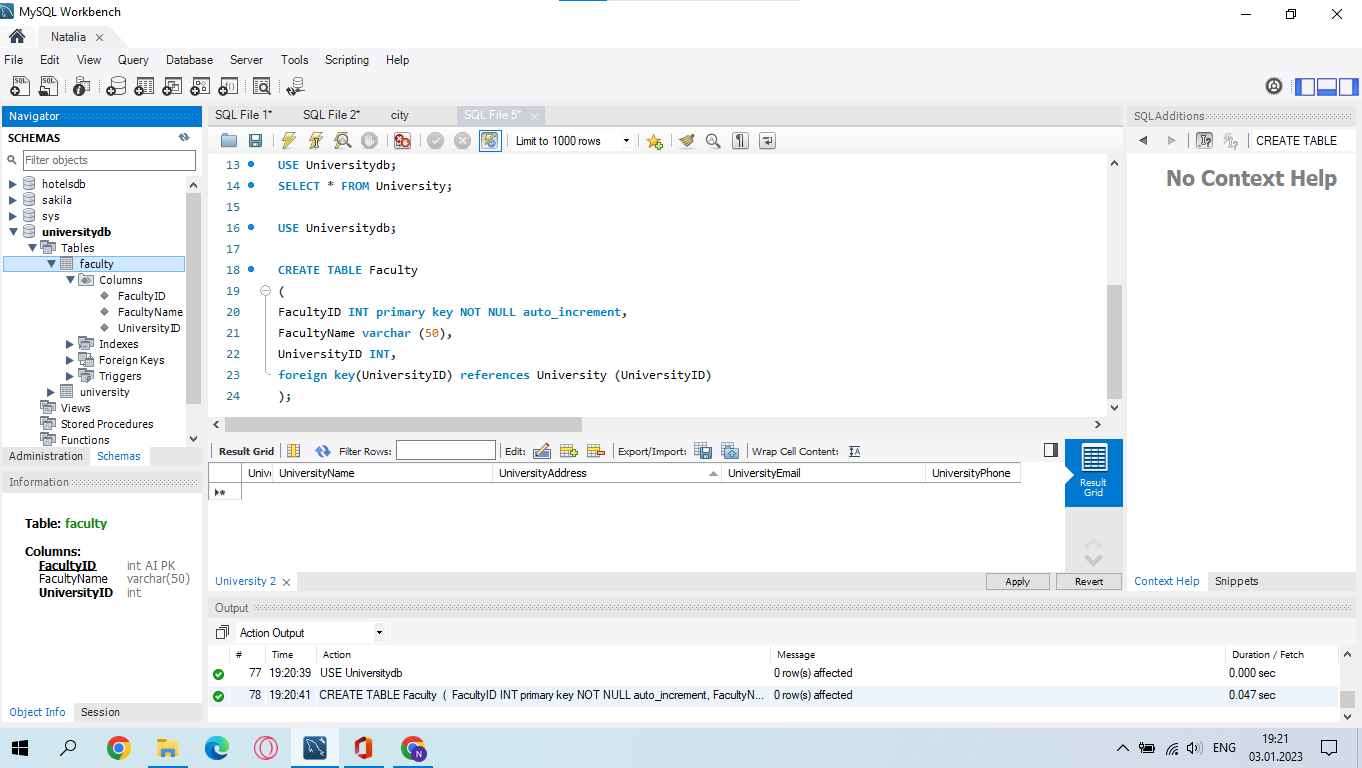 MySQL Workbench
Natalia
File Edit View Query Database Server Tools Scripting Help
Navigator
SCHEMAS
Filter objects
hotelsdb
sakila
sys
universitydb
Tables
faculty
Columns
FacultyID
FacultyName
UniversityID
Indexes
Foreign Keys
Triggers
university
Views
Stored Procedures
Functions
Administration Schemas
Information
Table: faculty
Columns:
FacultyID int AI PK
FacultyName varchar(50)
UniversityID int
Object Info Session
SQL File 1* SQL File 2* city SQL File 5*
Limit to 1000 rows
13 USE Universitydb;
14 SELECT * FROM University;
15
16 USE Universitydb;
17
18 CREATE TABLE Faculty
19 (
20 FacultyID INT primary key NOT NULL auto_increment,
21 FacultyName varchar (50),
22 UniversityID INT,
23 foreign key(UniversityID) references University (UniversityID)
24 );
Result Grid Filter Rows: Edit: Export/Import: Wrap Cell Content:
UniversityName UniversityAddress UniversityEmail UniversityPhone
Result
Grid
University 2 Apply Revert
Output
Action Output
# Time Action Message Duration / Fetch
77 19:20:39 USE Universitydb 0 row(s) affected 0.000 sec
78 19:20:41 CREATE TABLE Faculty ( FacultyID INT primary key NOT NULL auto_increment, FacultyN... 0 row(s) affected 0.047 sec
SQLAdditions
CREATE TABLE
No Context Help
Context Help Snippets
ENG
19:21
03.01.2023